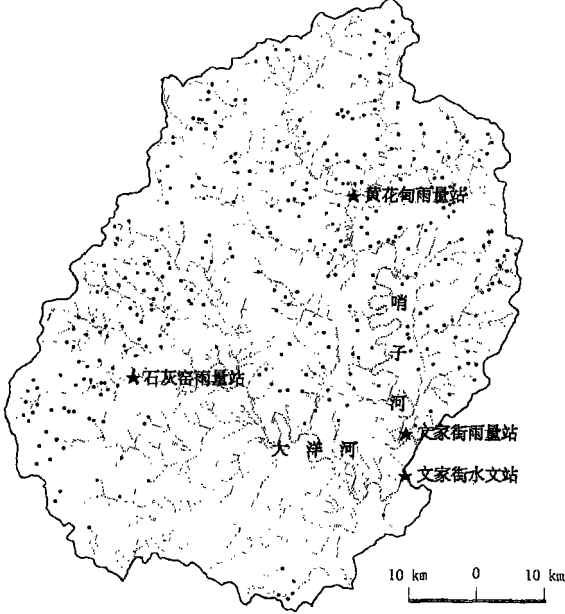 黄花甸雨量站
哨
子
河
石灰窑雨量站
文家街雨量站
大 洋 河
文家街水文站
10 km 0 10 km